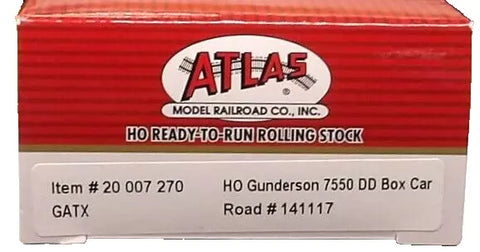 ATLAS
®
MODEL RAILROAD CO., INC.
HO READY-TO-RUN ROLLING STOCK
Item # 20 007 270 HO Gunderson 7550 DD Box Car
GATX Road # 141117